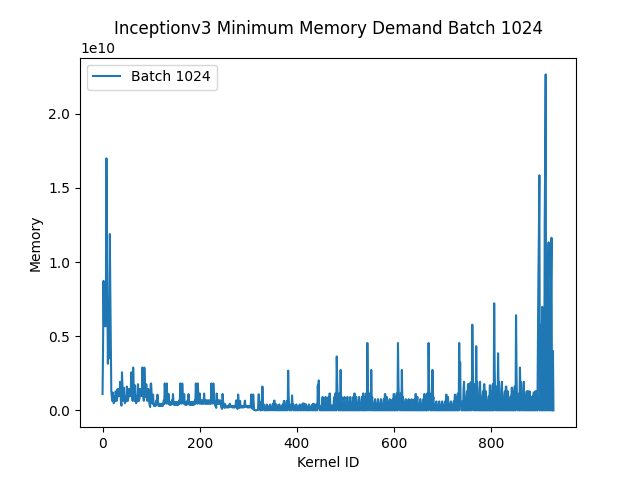 Inceptionv3 Minimum Memory Demand Batch 1024
1e10
Batch 1024
2.0
1.5
1.0
0.5
0.0
Memory
0 200 400 600 800
Kernel ID